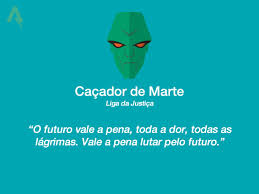 Caçador de Marte
Liga da Justiça
“O futuro vale a pena, toda a dor, todas as
lágrimas. Vale a pena lutar pelo futuro.”